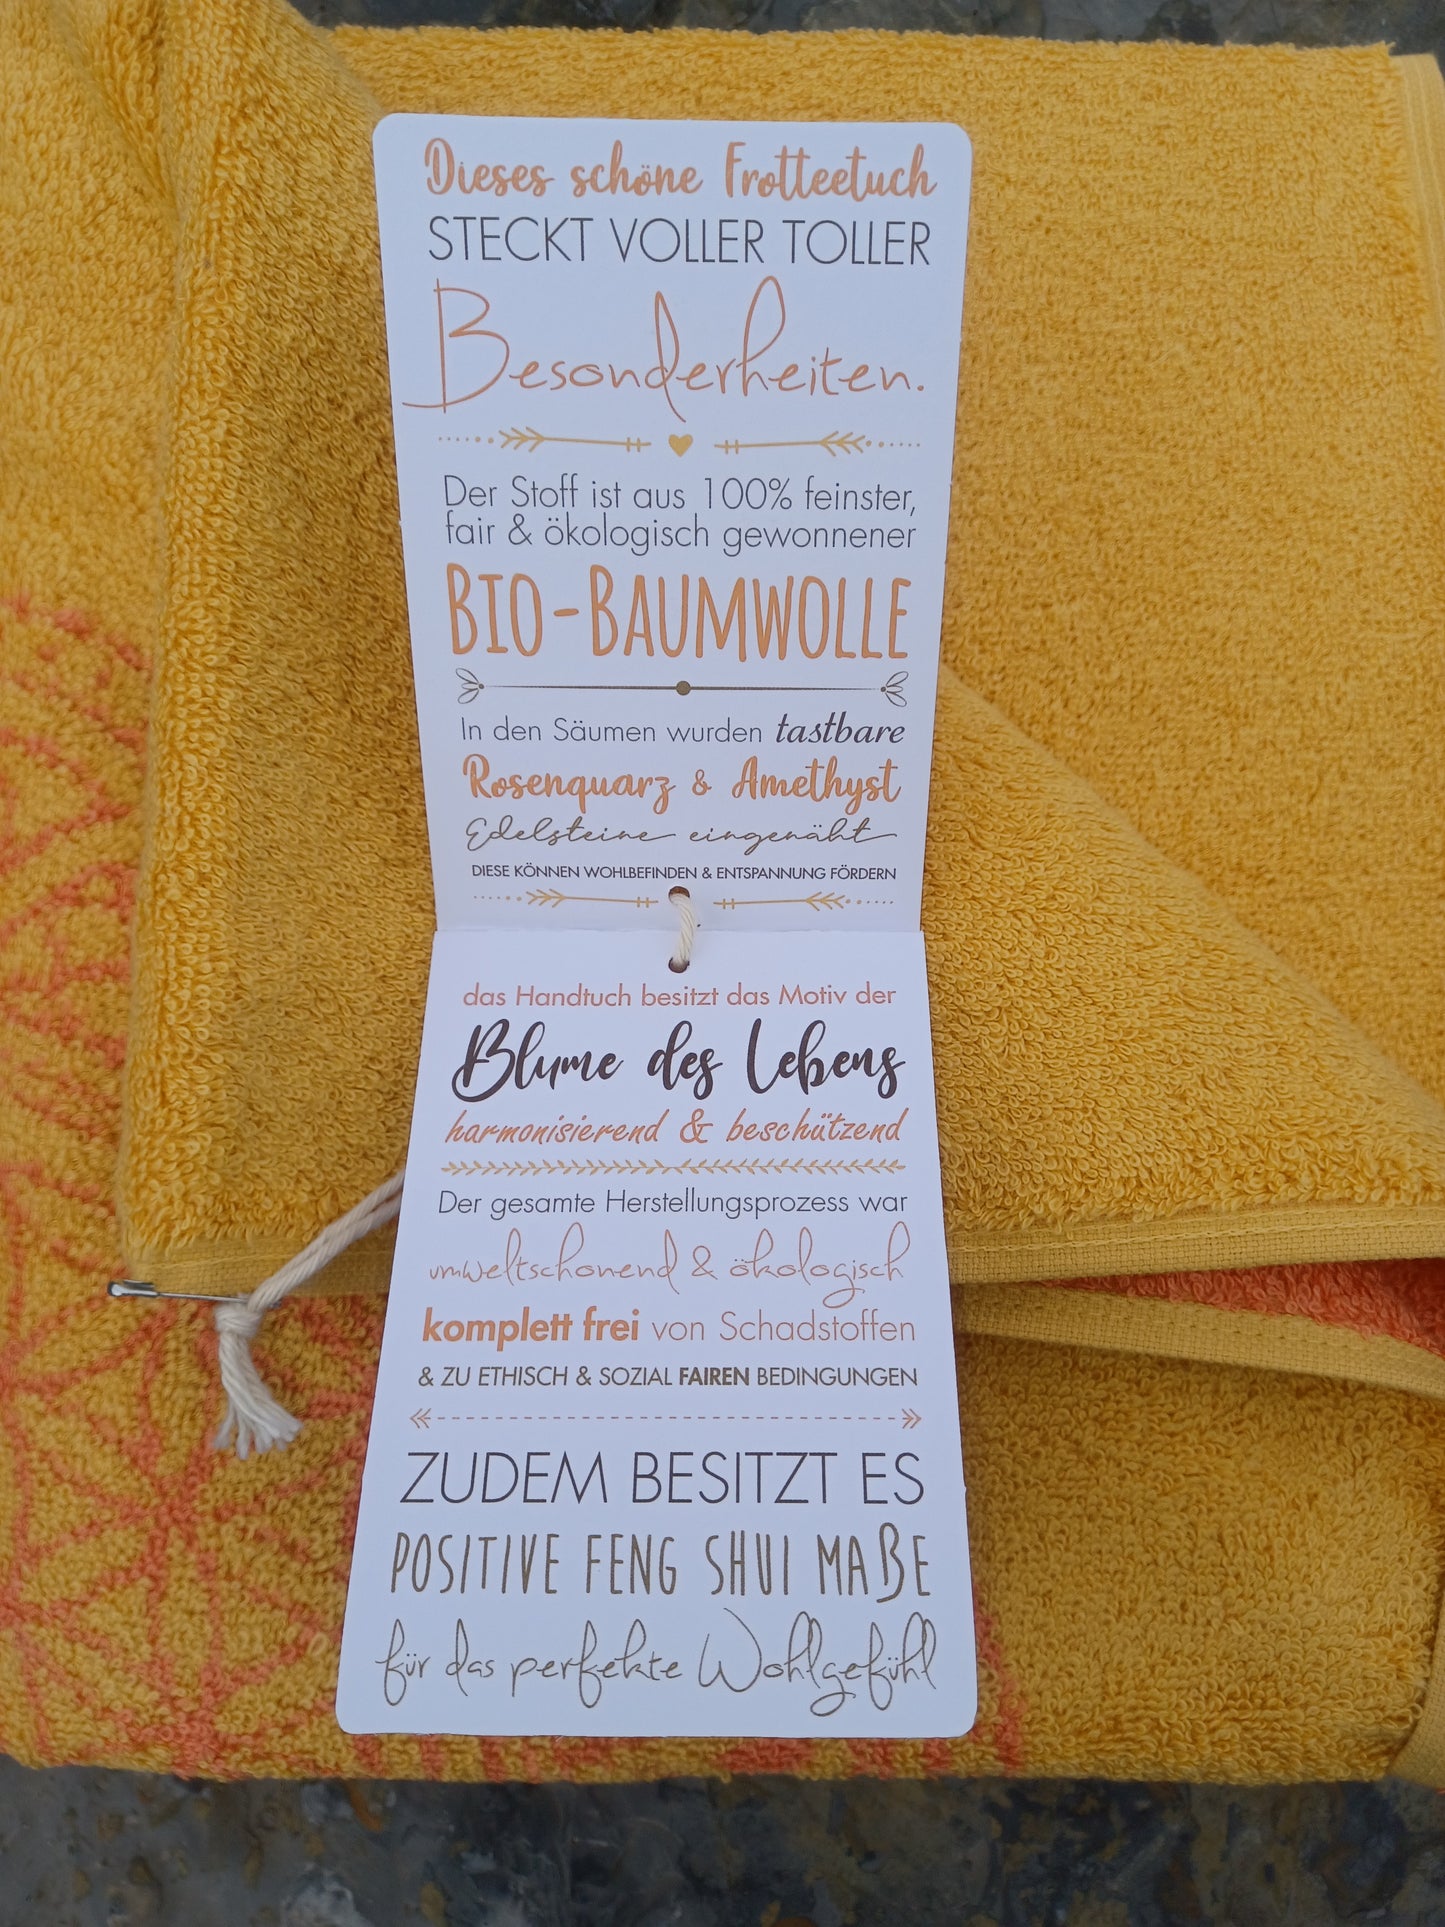 Dieses schöne Frotteetuch
STECKT VOLLER TOLLER
Besonderheiten.
Der Stoff ist aus 100% feinster,
fair & ökologisch gewonnener
BIO-BAUMWOLLE
In den Säumen wurden tastbare
Rosenquarz & Amethyst
Edelsteine eingenäht
DIESE KÖNNEN WOHLBEFINDEN & ENTSPANNUNG FÖRDERN
das Handtuch besitzt das Motiv der
Blume des Lebens
harmonisierend & beschützend
Der gesamte Herstellungsprozess war
umweltschonend & ökologisch
komplett frei von Schadstoffen
& ZU ETHISCH & SOZIAL FAIREN BEDINGUNGEN
ZUDEM BESITZT ES
POSITIVE FENG SHUI MAßE
für das perfekte Wohlgefühl